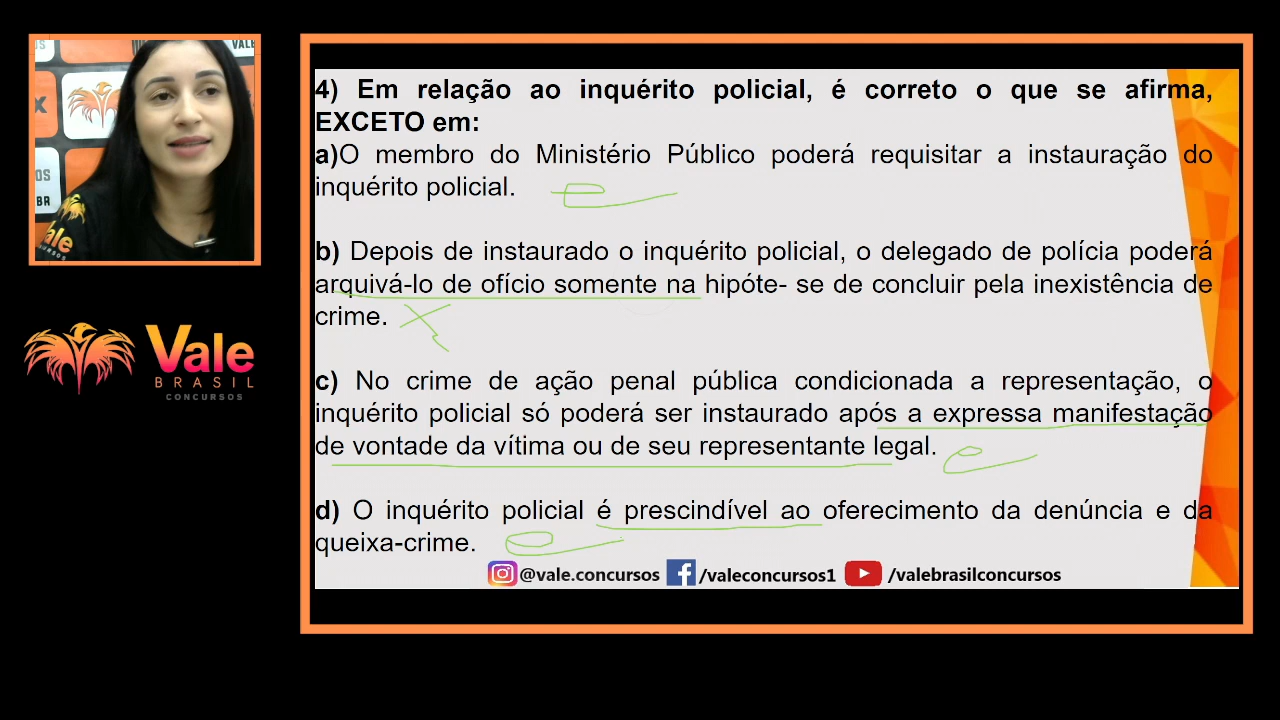 4) Em relação ao inquérito policial, é correto o que se afirma,
EXCETO em:
a)O membro do Ministério Público poderá requisitar a instauração do
inquérito policial.
b) Depois de instaurado o inquérito policial, o delegado de polícia poderá
arquivá-lo de ofício somente na hipóte- se de concluir pela inexistência de
crime.
c) No crime de ação penal pública condicionada a representação, o
inquérito policial só poderá ser instaurado após a expressa manifestação
de vontade da vítima ou de seu representante legal.
d) O inquérito policial é prescindível ao oferecimento da denúncia e da
queixa-crime.
@vale.concursos /valeconcursos1 /valebrasilconcursos
Vale
BRASIL
CONCURSOS
Vale